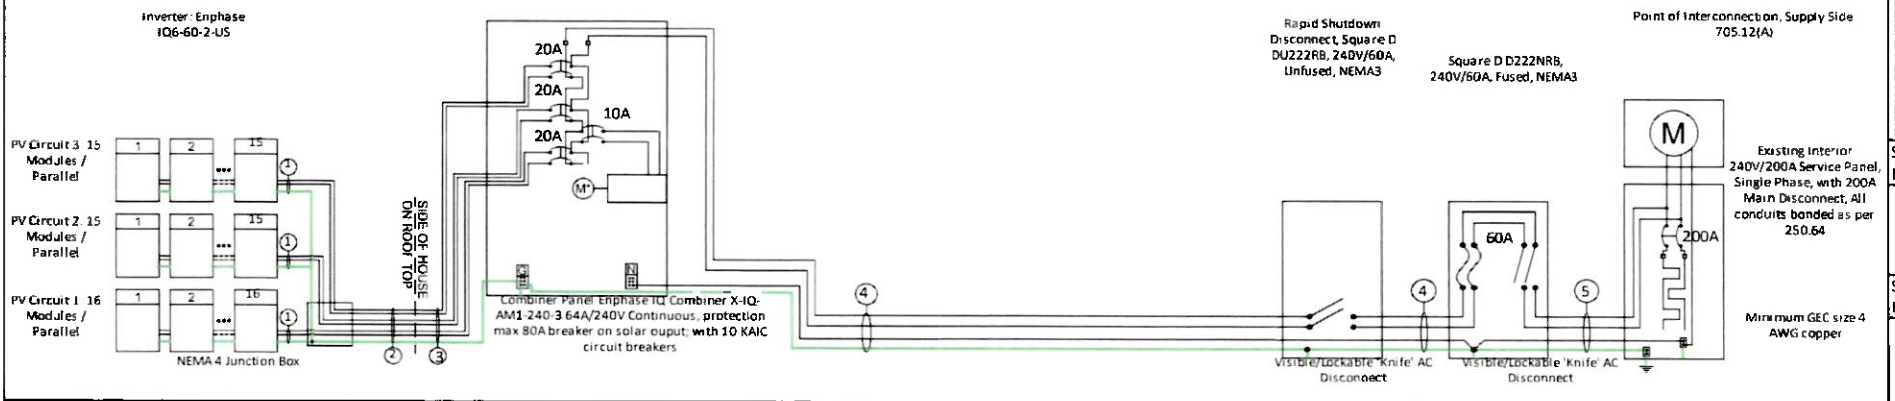 Inverter: Enphase
IQ6-60-2-US
PV Circuit 3. 15
Modules /
Parallel
1
2
...
15
1
PV Circuit 2. 15
Modules /
Parallel
1
2
...
15
1
PV Circuit 1. 16
Modules /
Parallel
1
2
...
16
1
NEMA 4 Junction Box
SIDE OF HOUSE
ON ROOF TOP
2
3
20A
20A
20A
10A
M*
G
N
Combiner Panel Enphase IQ Combiner X-IQ-
AM1-240-3 64A/240V Continuous, protection
max 80A breaker on solar ouput; with 10 KAIC
circuit breakers
4
Rapid Shutdown
Disconnect, Square D
DU222RB, 240V/60A,
Unfused, NEMA3
Visible/Lockable 'Knife' AC
Disconnect
4
Square D D222NRB,
240V/60A, Fused, NEMA3
60A
Visible/Lockable 'Knife' AC
Disconnect
5
Point of Interconnection, Supply Side
705.12(A)
M
200A
Existing Interior
240V/200A Service Panel,
Single Phase, with 200A
Main Disconnect, All
conduits bonded as per
250.64
Minimum GEC size 4
AWG copper